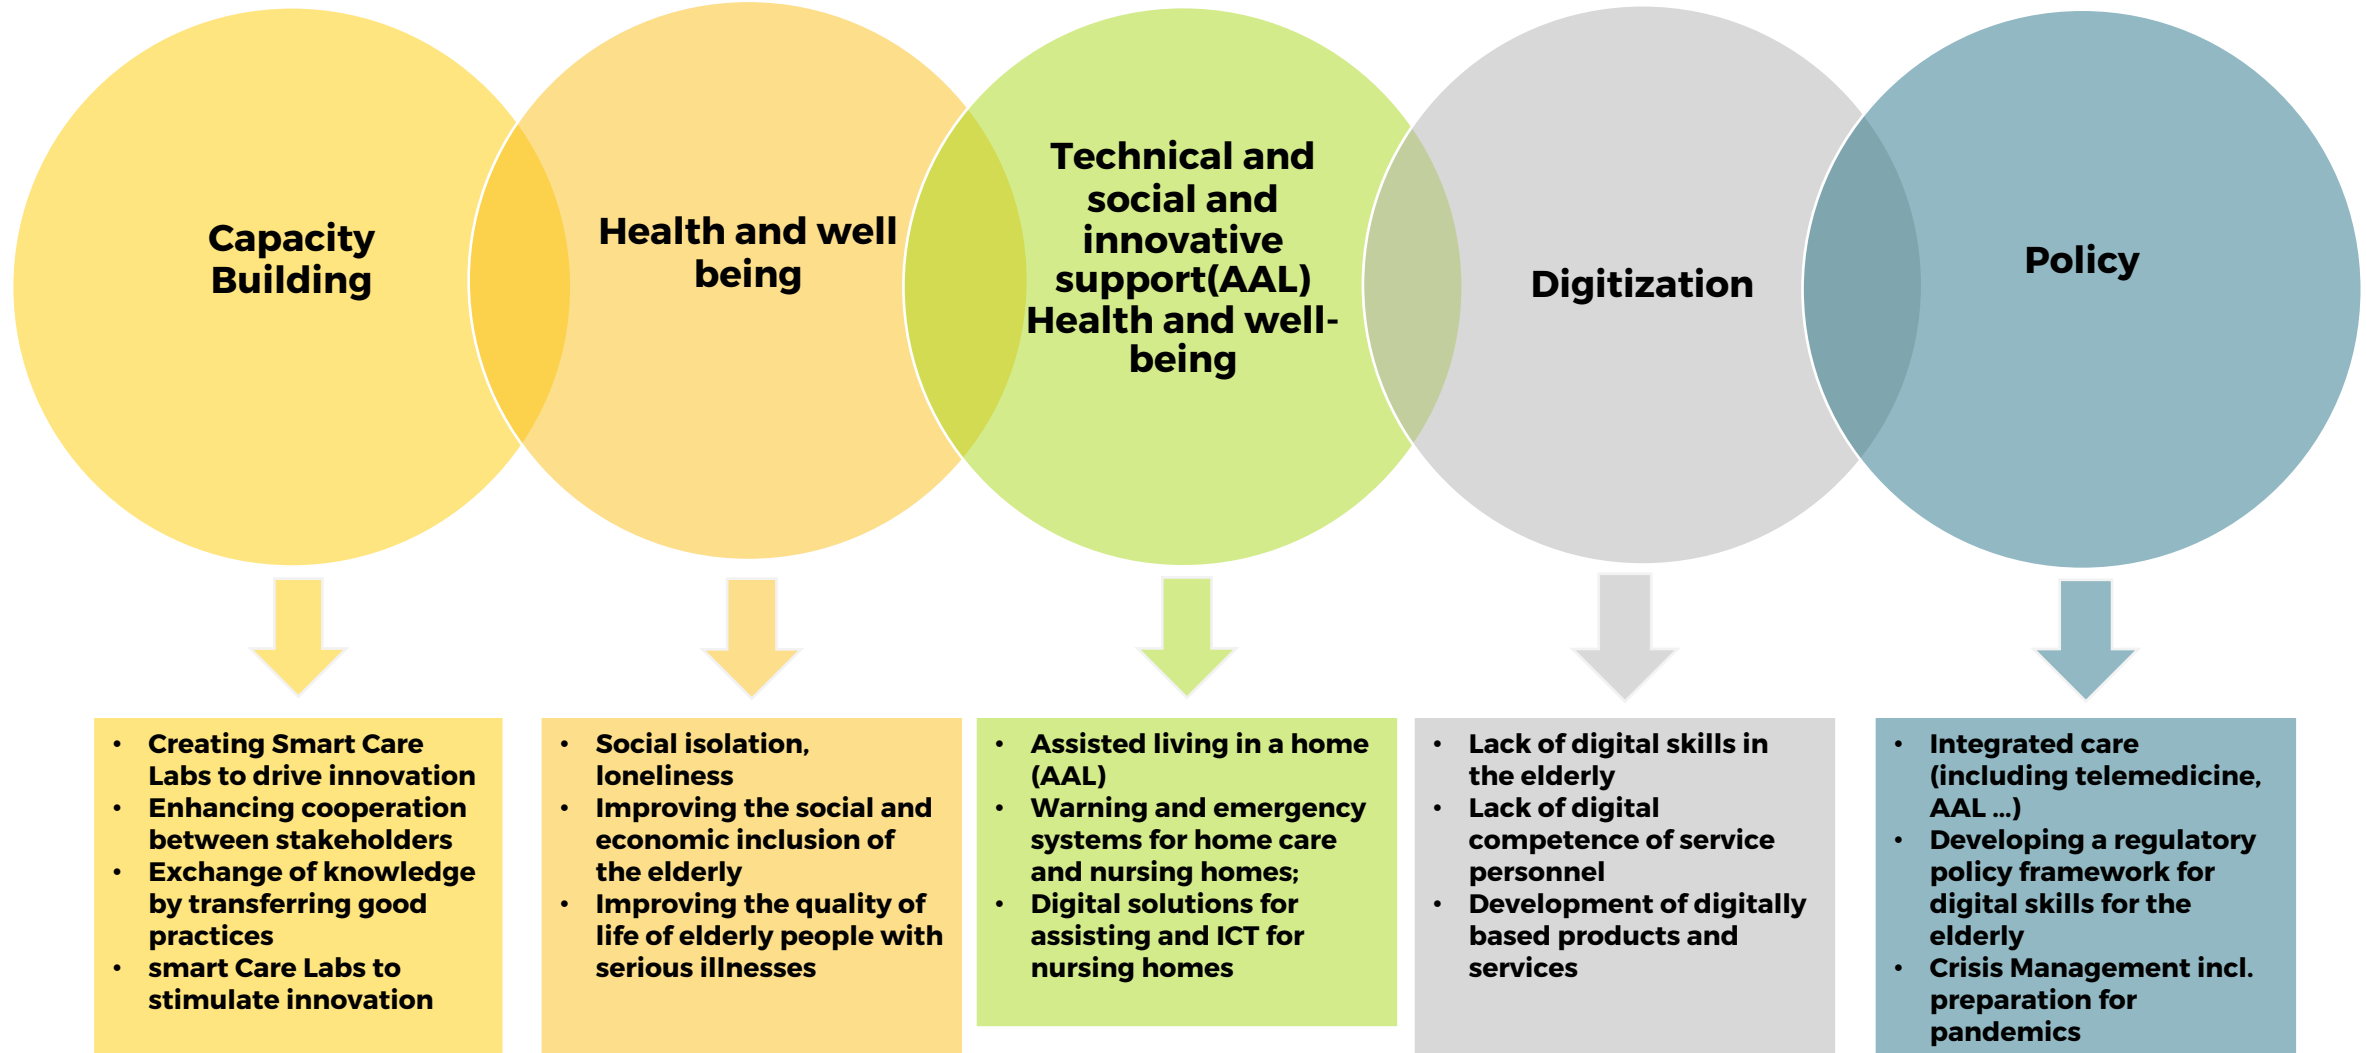 Capacity
Building
Health and well
being
Technical and
social and
innovative
support(AAL)
Health and well-
being
Digitization
Policy
• Creating Smart Care
Labs to drive innovation
• Enhancing cooperation
between stakeholders
• Exchange of knowledge
by transferring good
practices
• smart Care Labs to
stimulate innovation
• Social isolation,
loneliness
• Improving the social and
economic inclusion of
the elderly
• Improving the quality of
life of elderly people with
serious illnesses
• Assisted living in a home
(AAL)
• Warning and emergency
systems for home care
and nursing homes;
• Digital solutions for
assisting and ICT for
nursing homes
• Lack of digital skills in
the elderly
• Lack of digital
competence of service
personnel
• Development of digitally
based products and
services
• Integrated care
(including telemedicine,
AAL ...)
• Developing a regulatory
policy framework for
digital skills for the
elderly
• Crisis Management incl.
preparation for
pandemics